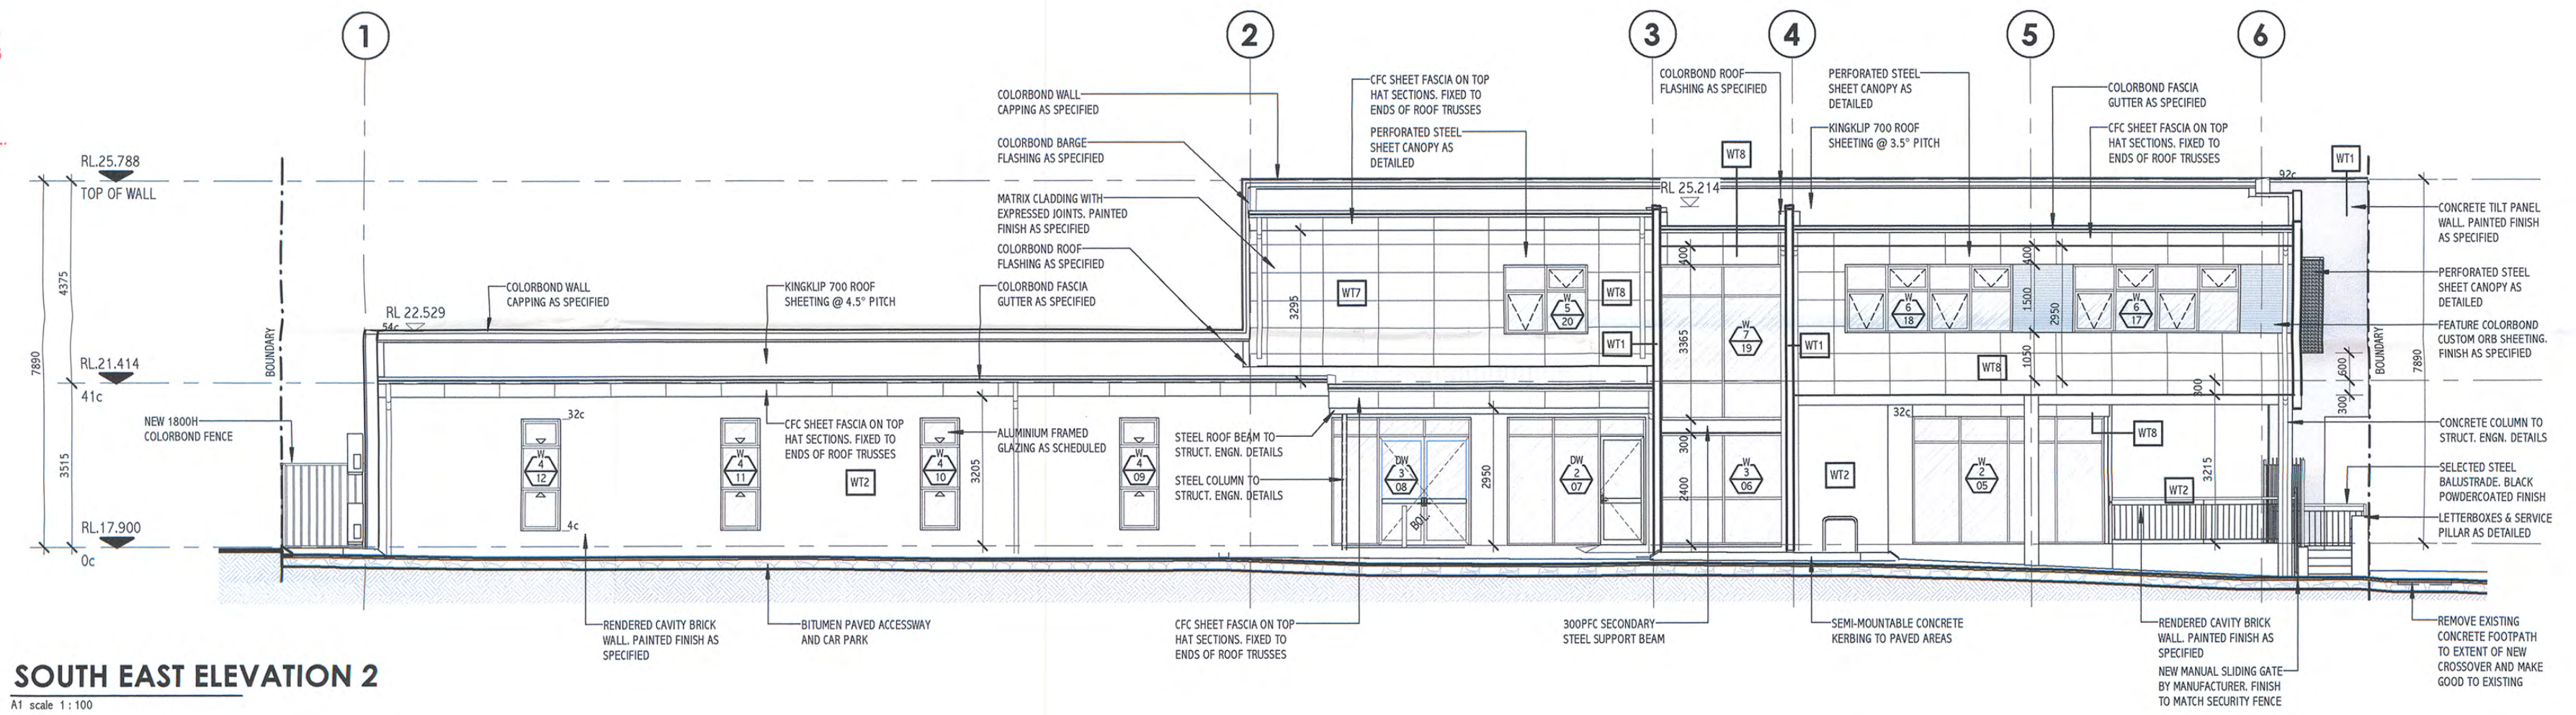 1
2
3
4
5
6
COLORBOND WALL
CAPPING AS SPECIFIED
CFC SHEET FASCIA ON TOP
HAT SECTIONS. FIXED TO
ENDS OF ROOF TRUSSES
COLORBOND ROOF
FLASHING AS SPECIFIED
PERFORATED STEEL
SHEET CANOPY AS
DETAILED
COLORBOND FASCIA
GUTTER AS SPECIFIED
COLORBOND BARGE
FLASHING AS SPECIFIED
PERFORATED STEEL
SHEET CANOPY AS
DETAILED
WT8
KINGKLIP 700 ROOF
SHEETING @ 3.5° PITCH
CFC SHEET FASCIA ON TOP
HAT SECTIONS. FIXED TO
ENDS OF ROOF TRUSSES
WT1
RL.25.788
TOP OF WALL
RL 25.214
92c
MATRIX CLADDING WITH
EXPRESSED JOINTS. PAINTED
FINISH AS SPECIFIED
COLORBOND ROOF
FLASHING AS SPECIFIED
CONCRETE TILT PANEL
WALL. PAINTED FINISH
AS SPECIFIED
7890
4375
3515
COLORBOND WALL
CAPPING AS SPECIFIED
KINGKLIP 700 ROOF
SHEETING @ 4.5° PITCH
COLORBOND FASCIA
GUTTER AS SPECIFIED
RL 22.529
54c
BOUNDARY
3295
WT7
W
5
20
WT8
WT1
400
3365
W
7
19
WT1
W
6
18
400
1500
2950
1050
W
6
17
WT8
300
PERFORATED STEEL
SHEET CANOPY AS
DETAILED
FEATURE COLORBOND
CUSTOM ORB SHEETING.
FINISH AS SPECIFIED
600
300
BOUNDARY
7890
RL.21.414
41c
NEW 1800H
COLORBOND FENCE
32c
W
4
12
4c
W
4
11
CFC SHEET FASCIA ON TOP
HAT SECTIONS. FIXED TO
ENDS OF ROOF TRUSSES
WT2
W
4
10
ALUMINIUM FRAMED
GLAZING AS SCHEDULED
3205
W
4
09
STEEL ROOF BEAM TO
STRUCT. ENGN. DETAILS
STEEL COLUMN TO
STRUCT. ENGN. DETAILS
DW
3
08
BOL
2950
DW
2
07
300
2400
W
3
06
WT2
32c
W
2
05
WT8
WT2
3215
CONCRETE COLUMN TO
STRUCT. ENGN. DETAILS
SELECTED STEEL
BALUSTRADE. BLACK
POWDERCOATED FINISH
LETTERBOXES & SERVICE
PILLAR AS DETAILED
RL.17.900
0c
RENDERED CAVITY BRICK
WALL. PAINTED FINISH AS
SPECIFIED
BITUMEN PAVED ACCESSWAY
AND CAR PARK
CFC SHEET FASCIA ON TOP
HAT SECTIONS. FIXED TO
ENDS OF ROOF TRUSSES
300PFC SECONDARY
STEEL SUPPORT BEAM
SEMI-MOUNTABLE CONCRETE
KERBING TO PAVED AREAS
RENDERED CAVITY BRICK
WALL. PAINTED FINISH AS
SPECIFIED
NEW MANUAL SLIDING GATE
BY MANUFACTURER. FINISH
TO MATCH SECURITY FENCE
REMOVE EXISTING
CONCRETE FOOTPATH
TO EXTENT OF NEW
CROSSOVER AND MAKE
GOOD TO EXISTING
SOUTH EAST ELEVATION 2
A1 scale 1 : 100